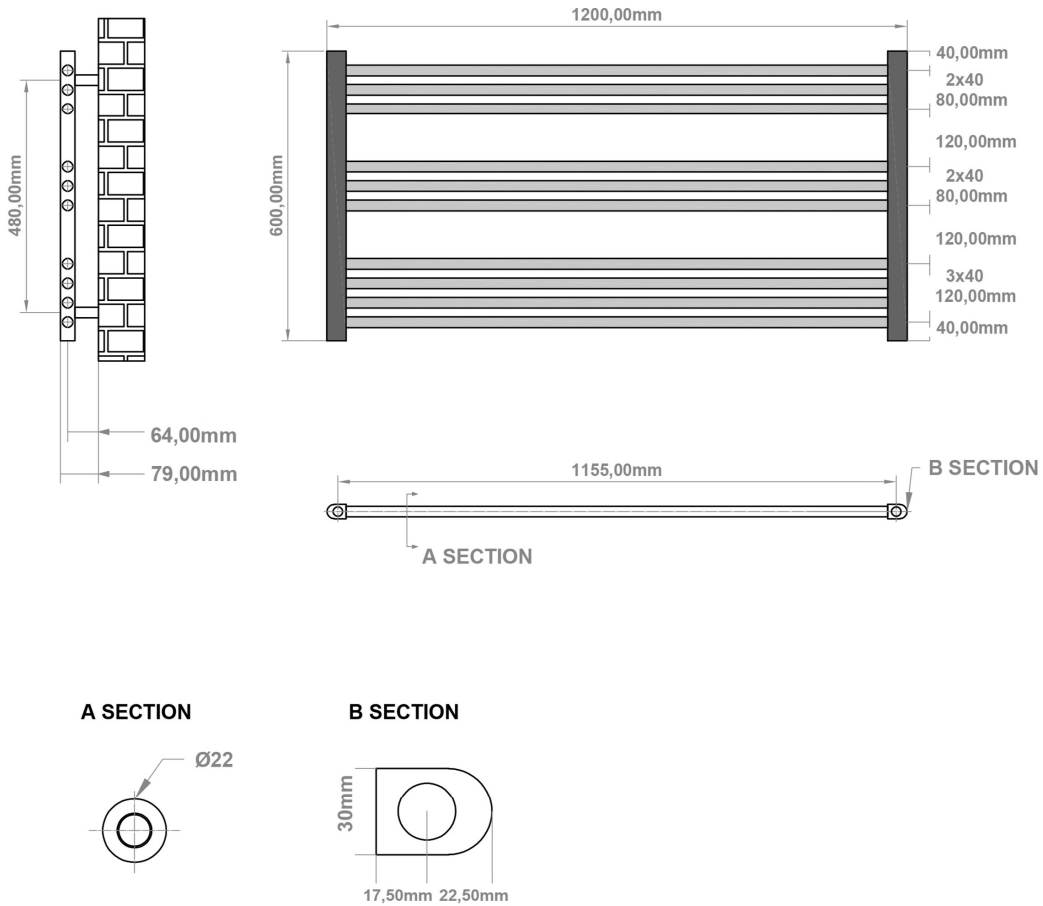 1200,00mm
480,00mm
600,00mm
40,00mm
2x40
80,00mm
120,00mm
2x40
80,00mm
120,00mm
3x40
120,00mm
40,00mm
64,00mm
79,00mm
1155,00mm
B SECTION
A SECTION
A SECTION
B SECTION
Ø22
30mm
17,50mm 22,50mm